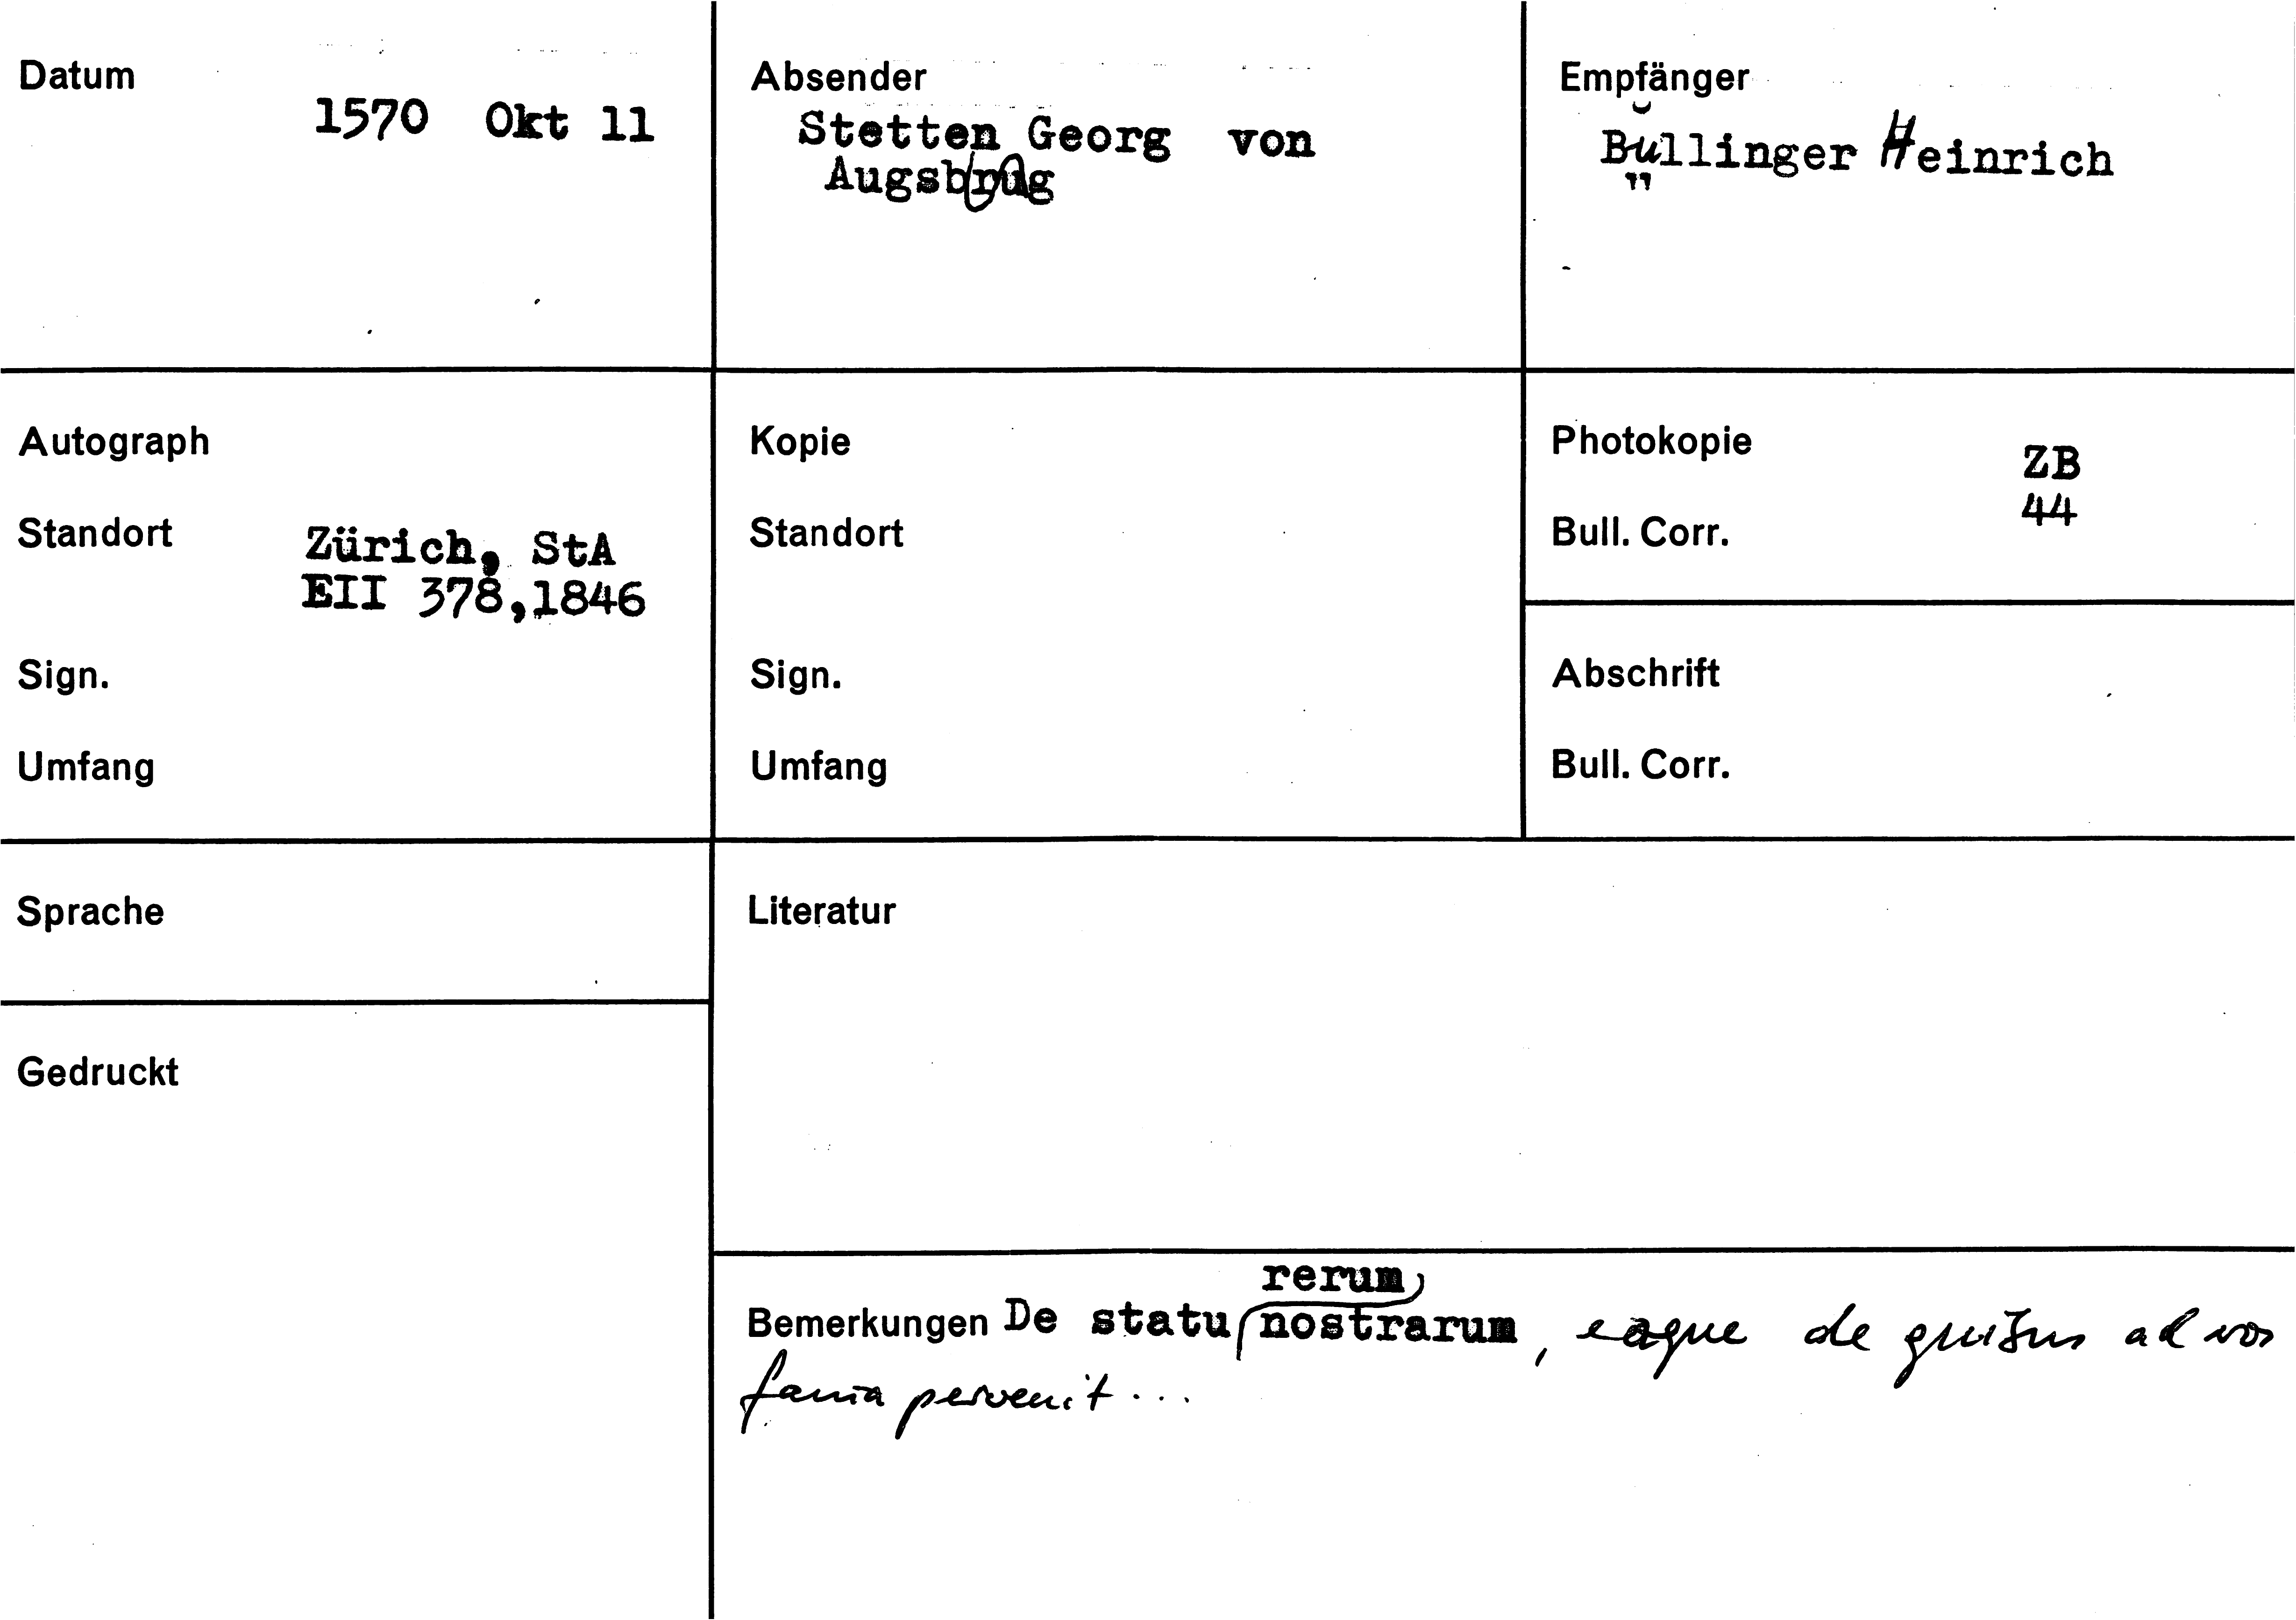 Datum
1570 Okt 11
Absender
Stetten Georg von
Augsbrug
Empfänger
Bullinger Heinrich
Autograph
Standort
Zürich, StA
EII 378,1846
Sign.
Umfang
Kopie
Standort
Sign.
Umfang
Photokopie
ZB
44
Bull. Corr.
Abschrift
Bull. Corr.
Sprache
Gedruckt
Literatur
rerum
Bemerkungen De statu nostrarum, eaque de quibus ad vos
fama pervenit...